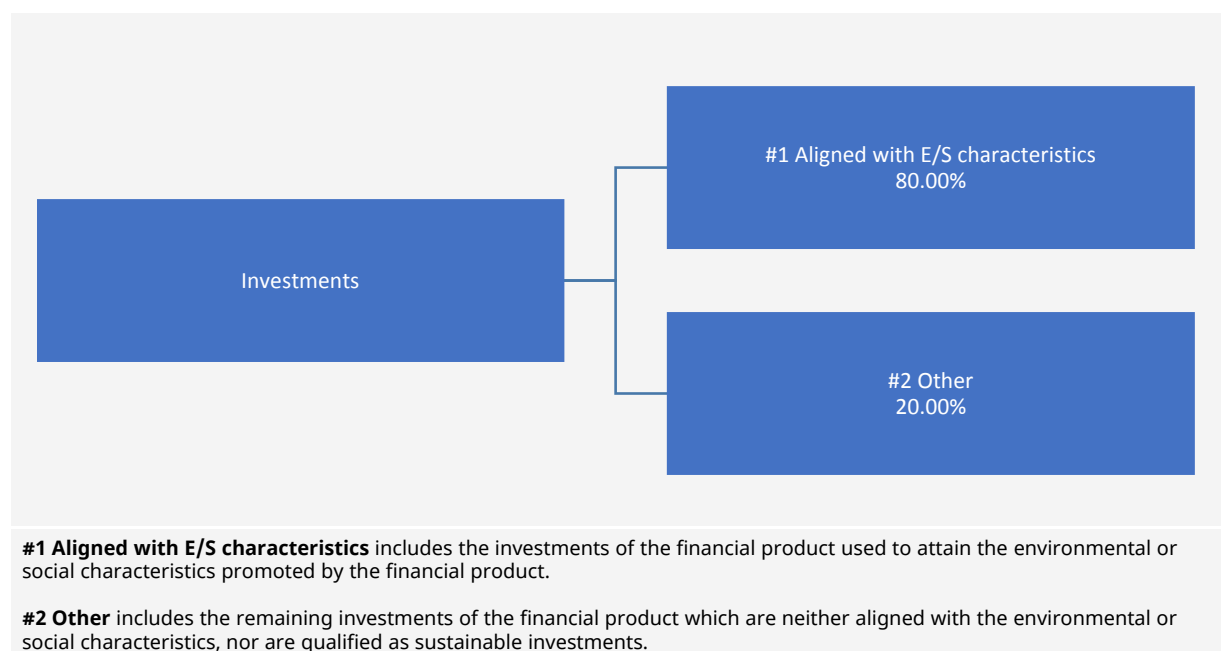 #1 Aligned with E/S characteristics
80.00%
Investments
#2 Other
20.00%
#1 Aligned with E/S characteristics includes the investments of the financial product used to attain the environmental or
social characteristics promoted by the financial product.
#2 Other includes the remaining investments of the financial product which are neither aligned with the environmental or
social characteristics, nor are qualified as sustainable investments.